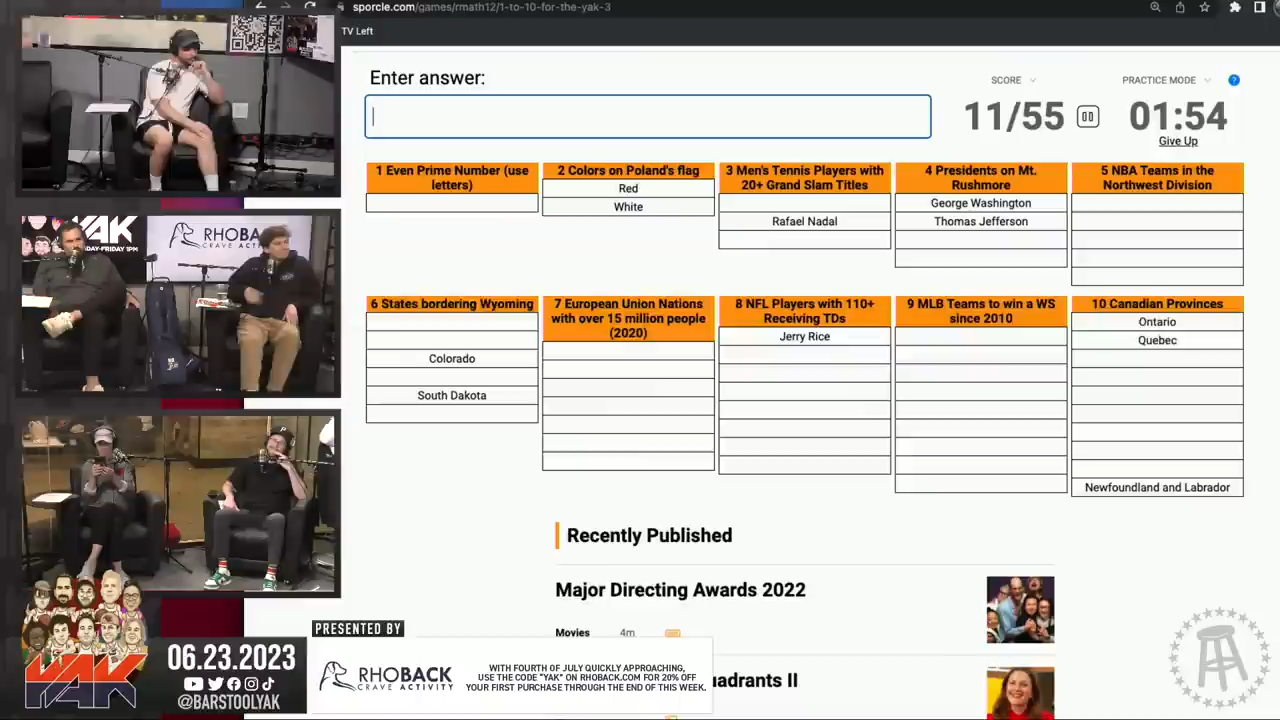 sporcle.com/games/rmath12/1-to-10-for-the-yak-3
TV Left
Enter answer:
SCORE
PRACTICE MODE
?
11/55
01:54
Give Up
1 Even Prime Number (use
letters)
2 Colors on Poland's flag
Red
White
3 Men's Tennis Players with
20+ Grand Slam Titles
Rafael Nadal
4 Presidents on Mt.
Rushmore
George Washington
Thomas Jefferson
5 NBA Teams in the
Northwest Division
6 States bordering Wyoming
Colorado
South Dakota
7 European Union Nations
with over 15 million people
(2020)
8 NFL Players with 110+
Receiving TDs
Jerry Rice
9 MLB Teams to win a WS
since 2010
10 Canadian Provinces
Ontario
Quebec
Newfoundland and Labrador
YAK
DAY-FRIDAY 1PM
RHOBA
CRAVE ACTIV
Recently Published
Major Directing Awards 2022
Movies 4m
uadrants II
PRESENTED BY
YAK
06.23.2023
@BARSTOOLYAK
RHOBACK
CRAVE ACTIVITY
WITH FOURTH OF JULY QUICKLY APPROACHING,
USE THE CODE "YAK" ON RHOBACK.COM FOR 20% OFF
YOUR FIRST PURCHASE THROUGH THE END OF THIS WEEK.